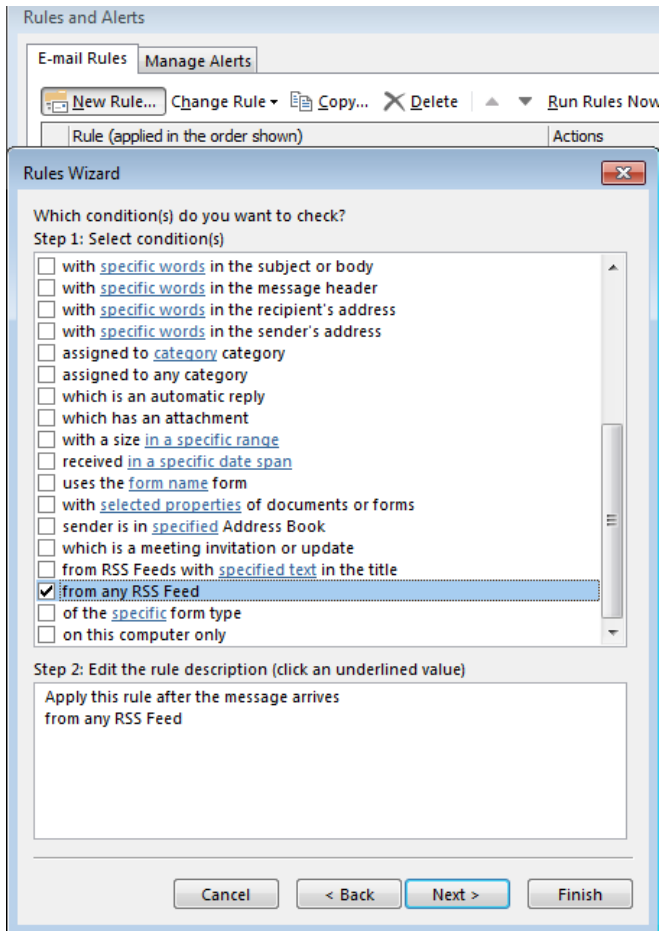 Rules and Alerts
E-mail Rules Manage Alerts
New Rule... Change Rule Copy... Delete Run Rules Now
Rule (applied in the order shown) Actions
Rules Wizard
Which condition(s) do you want to check?
Step 1: Select condition(s)
with specific words in the subject or body
with specific words in the message header
with specific words in the recipient's address
with specific words in the sender's address
assigned to category category
assigned to any category
which is an automatic reply
which has an attachment
with a size in a specific range
received in a specific date span
uses the form name form
with selected properties of documents or forms
sender is in specified Address Book
which is a meeting invitation or update
from RSS Feeds with specified text in the title
from any RSS Feed
of the specific form type
on this computer only
Step 2: Edit the rule description (click an underlined value)
Apply this rule after the message arrives
from any RSS Feed
Cancel < Back Next > Finish